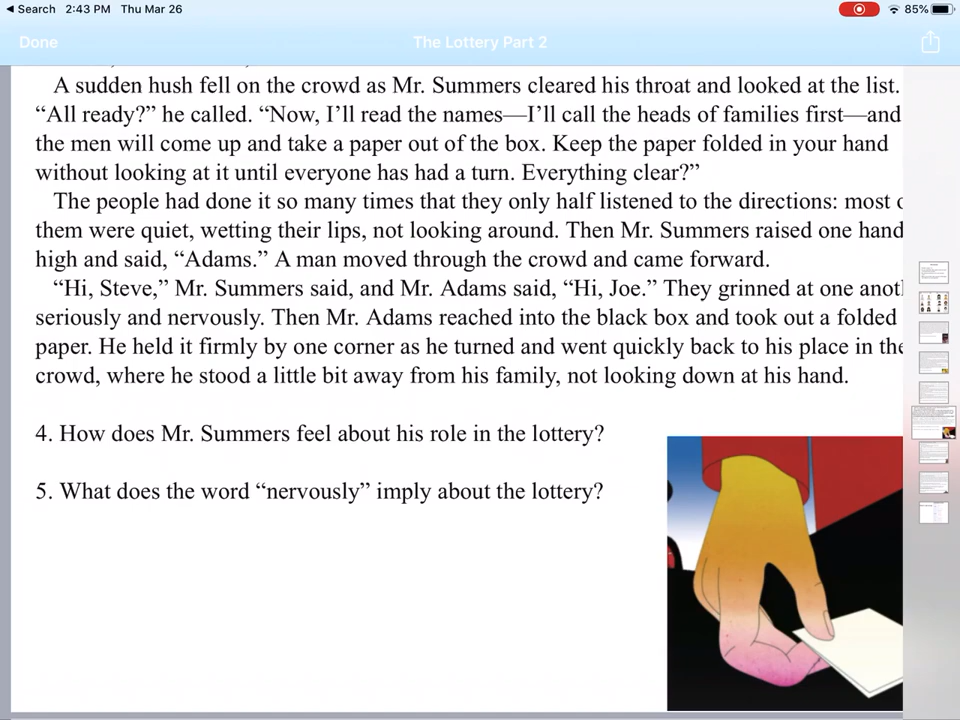 Search 2:43 PM Thu Mar 26 85%
Done The Lottery Part 2
A sudden hush fell on the crowd as Mr. Summers cleared his throat and looked at the list.
“All ready?” he called. “Now, I’ll read the names—I’ll call the heads of families first—and
the men will come up and take a paper out of the box. Keep the paper folded in your hand
without looking at it until everyone has had a turn. Everything clear?”
The people had done it so many times that they only half listened to the directions: most
them were quiet, wetting their lips, not looking around. Then Mr. Summers raised one hand
high and said, “Adams.” A man moved through the crowd and came forward.
“Hi, Steve,” Mr. Summers said, and Mr. Adams said, “Hi, Joe.” They grinned at one
seriously and nervously. Then Mr. Adams reached into the black box and took out a folded
paper. He held it firmly by one corner as he turned and went quickly back to his place in the
crowd, where he stood a little bit away from his family, not looking down at his hand.
4. How does Mr. Summers feel about his role in the lottery?
5. What does the word “nervously” imply about the lottery?